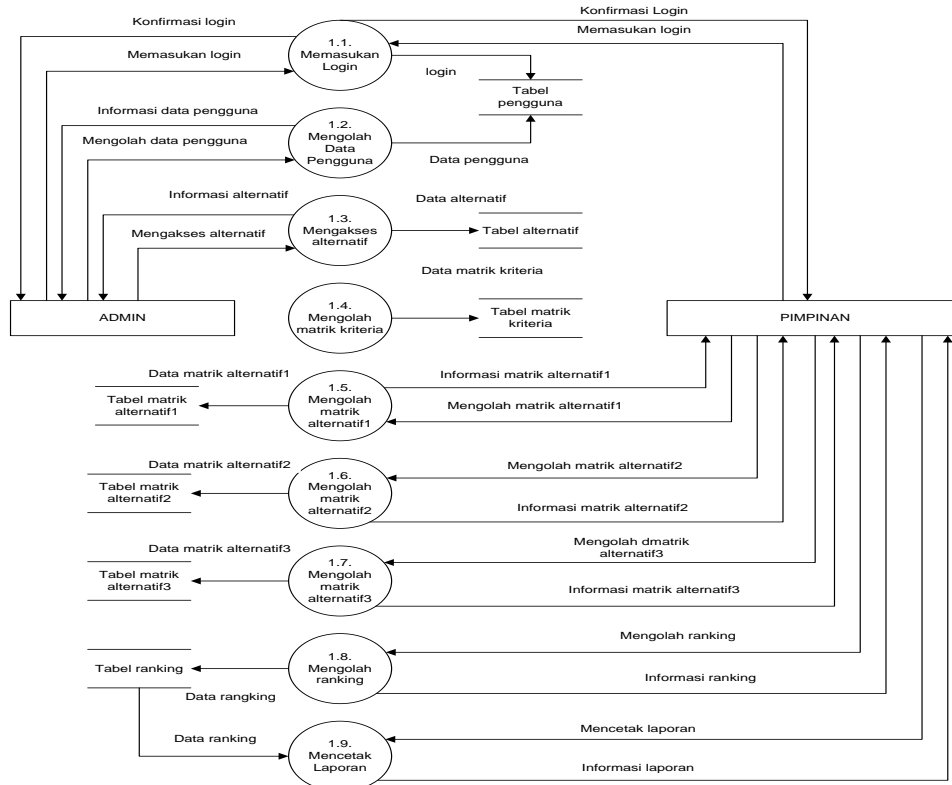 Konfirmasi Login
Konfirmasi login
Memasukan login
1.1.
Memasukan
Login
Memasukan login
login
Tabel
pengguna
Informasi data pengguna
1.2.
Mengolah
Data
Pengguna
Mengolah data pengguna
Data pengguna
Informasi alternatif
Data alternatif
1.3.
Mengakses
alternatif
Mengakses alternatif
Tabel alternatif
Data matrik kriteria
ADMIN
1.4.
Mengolah
matrik kriteria
Tabel matrik
kriteria
PIMPINAN
Data matrik alternatif1
Informasi matrik alternatif1
Tabel matrik
alternatif1
1.5.
Mengolah
matrik
alternatif1
Mengolah matrik alternatif1
Data matrik alternatif2
Mengolah matrik alternatif2
Tabel matrik
alternatif2
1.6.
Mengolah
matrik
alternatif2
Informasi matrik alternatif2
Data matrik alternatif3
Mengolah dmatrik
alternatif3
Tabel matrik
alternatif3
1.7.
Mengolah
matrik
alternatif3
Informasi matrik alternatif3
Mengolah ranking
Tabel ranking
1.8.
Mengolah
ranking
Informasi ranking
Data rangking
Mencetak laporan
Data ranking
1.9.
Mencetak
Laporan
Informasi laporan